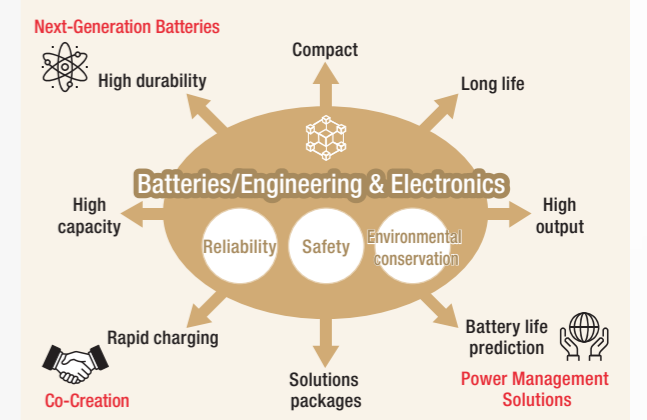 Next-Generation Batteries
Compact
High durability
Long life
Batteries/Engineering & Electronics
High
capacity
High
output
Reliability
Safety
Environmental
conservation
Rapid charging
Battery life
prediction
Solutions
packages
Co-Creation
Power Management
Solutions